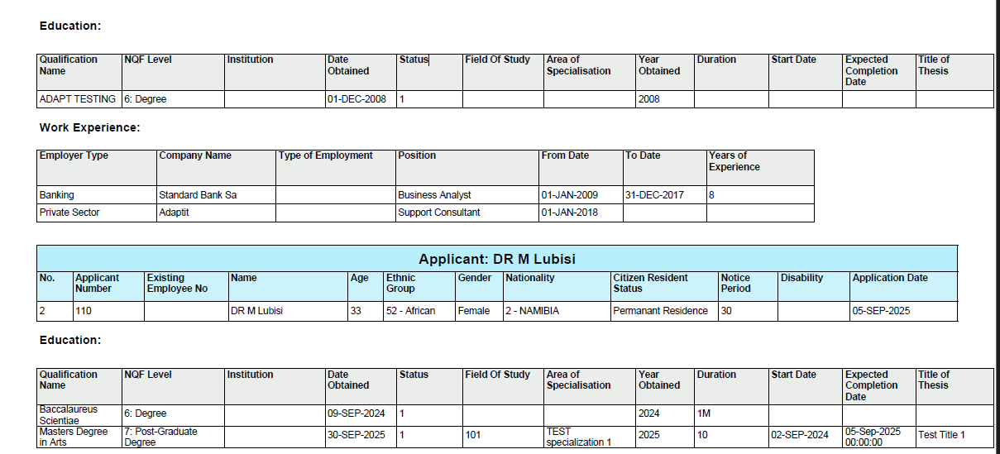 Education:
Qualification Name NQF Level Institution Date Obtained Status Field Of Study Area of Specialisation Year Obtained Duration Start Date Expected Completion Date Title of Thesis
ADAPT TESTING 6: Degree 01-DEC-2008 1 2008
Work Experience:
Employer Type Company Name Type of Employment Position From Date To Date Years of Experience
Banking Standard Bank Sa Business Analyst 01-JAN-2009 31-DEC-2017 8
Private Sector Adaptit Support Consultant 01-JAN-2018
Applicant: DR M Lubisi
No. Applicant Number Existing Employee No Name Age Ethnic Group Gender Nationality Citizen Resident Status Notice Period Disability Application Date
2 110 DR M Lubisi 33 52 - African Female 2 - NAMIBIA Permanant Residence 30 05-SEP-2025
Education:
Qualification Name NQF Level Institution Date Obtained Status Field Of Study Area of Specialisation Year Obtained Duration Start Date Expected Completion Date Title of Thesis
Baccalaureus Scientiae 6: Degree 09-SEP-2024 1 2024 1M
Masters Degree in Arts 7: Post-Graduate Degree 30-SEP-2025 1 101 TEST specialization 1 2025 10 02-SEP-2024 05-Sep-2025 00:00:00 Test Title 1